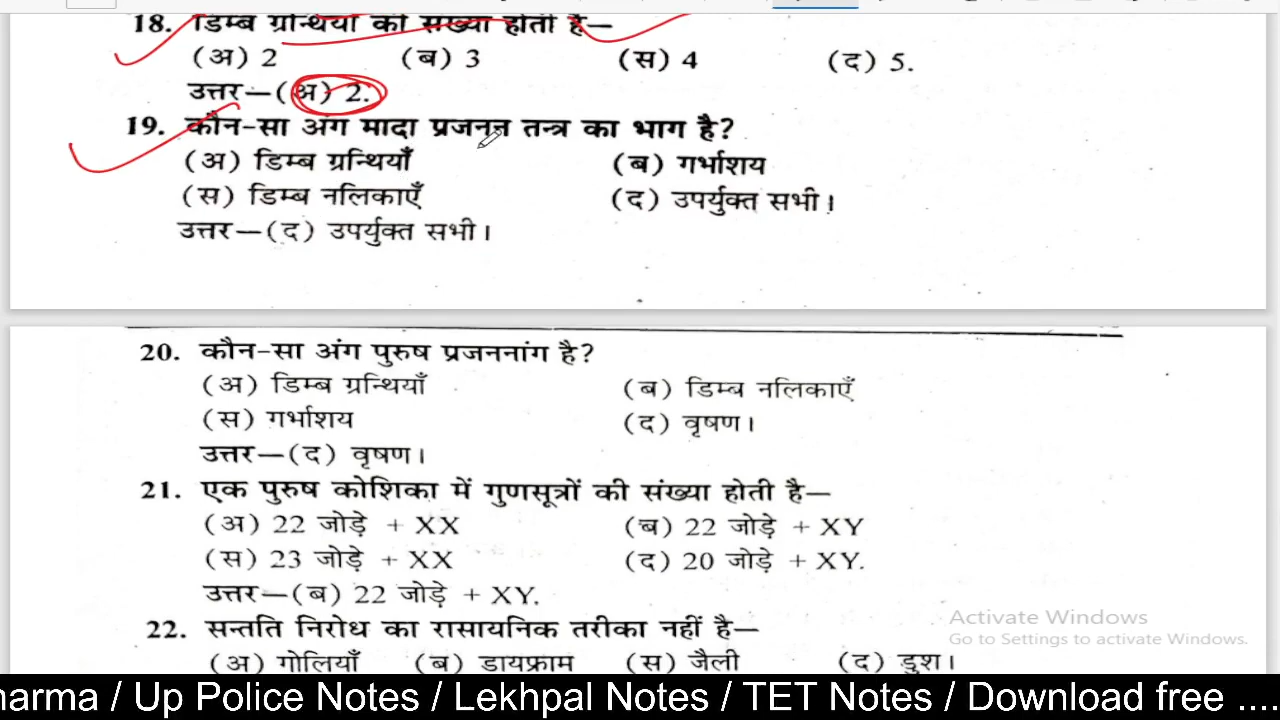 18. डिम्ब ग्रन्थियों की संख्या होती है—
(अ) 2 (ब) 3 (स) 4 (द) 5.
उत्तर—(अ) 2.
19. कौन-सा अंग मादा प्रजनन तन्त्र का भाग है?
(अ) डिम्ब ग्रन्थियाँ (ब) गर्भाशय
(स) डिम्ब नलिकाएँ (द) उपर्युक्त सभी।
उत्तर—(द) उपर्युक्त सभी।
20. कौन-सा अंग पुरुष प्रजननांग है?
(अ) डिम्ब ग्रन्थियाँ (ब) डिम्ब नलिकाएँ
(स) गर्भाशय (द) वृषण।
उत्तर—(द) वृषण।
21. एक पुरुष कोशिका में गुणसूत्रों की संख्या होती है—
(अ) 22 जोड़े + XX (ब) 22 जोड़े + XY
(स) 23 जोड़े + XX (द) 20 जोड़े + XY.
उत्तर—(ब) 22 जोड़े + XY.
Activate Windows
Go to Settings to activate Windows.
22. सन्तति निरोध का रासायनिक तरीका नहीं है—
(अ) गोलियाँ (ब) डायफ्राम (स) जैली (द) डूश।
harma / Up Police Notes / Lekhpal Notes / TET Notes / Download free ....